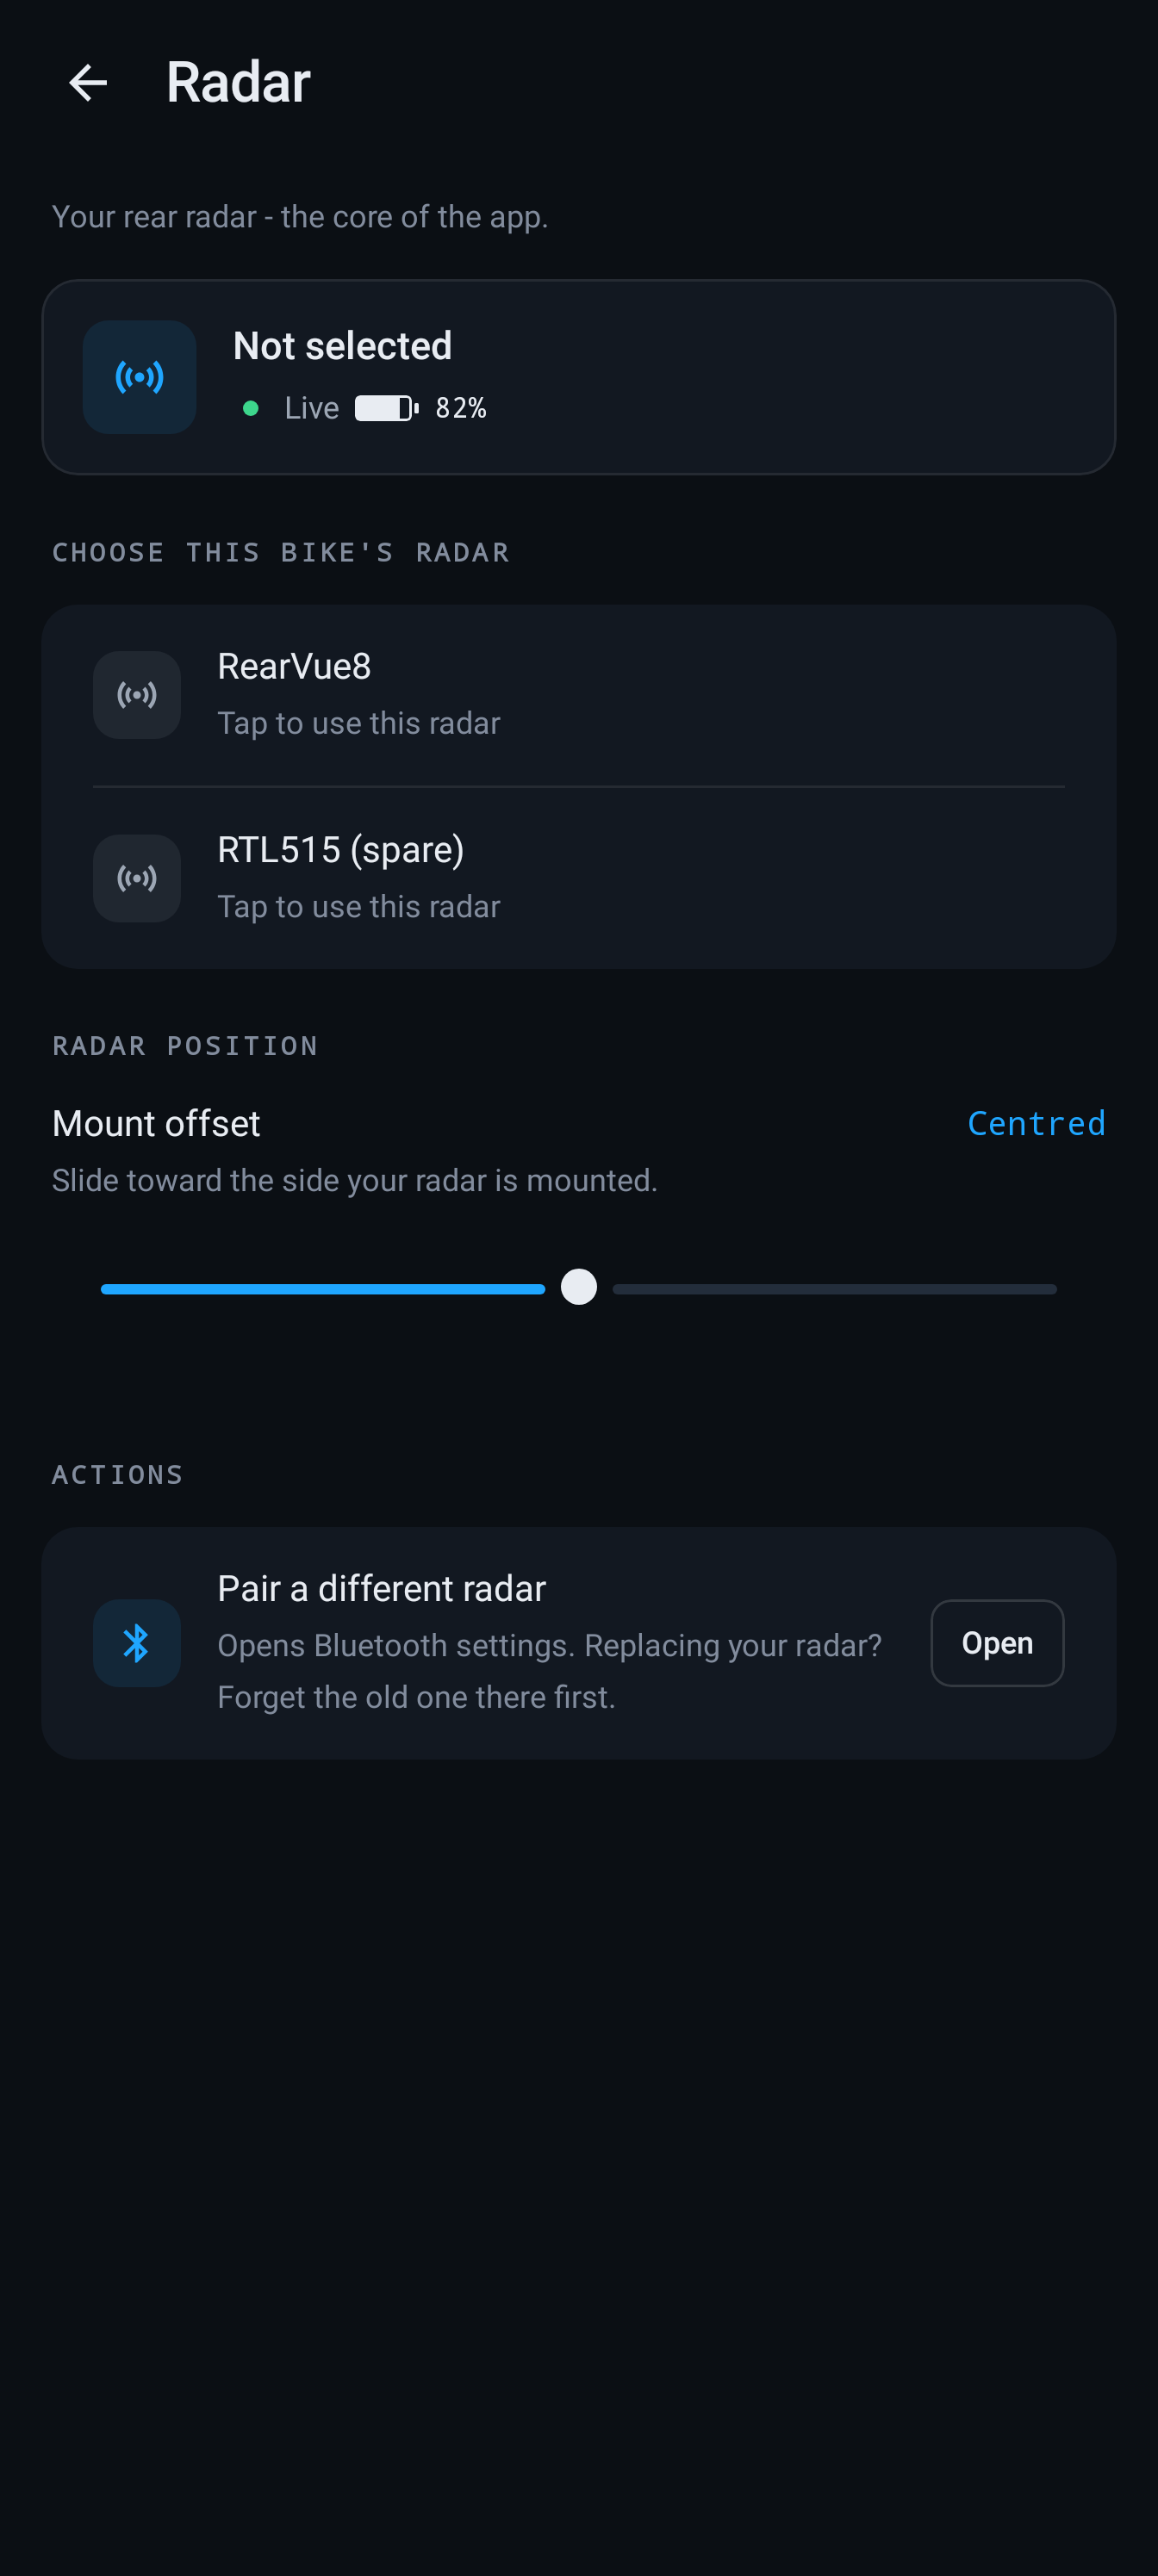 Radar
Your rear radar - the core of the app.
Not selected
Live 82%
CHOOSE THIS BIKE'S RADAR
RearVue8
Tap to use this radar
RTL515 (spare)
Tap to use this radar
RADAR POSITION
Mount offset Centred
Slide toward the side your radar is mounted.
ACTIONS
Pair a different radar
Opens Bluetooth settings. Replacing your radar?
Forget the old one there first.
Open